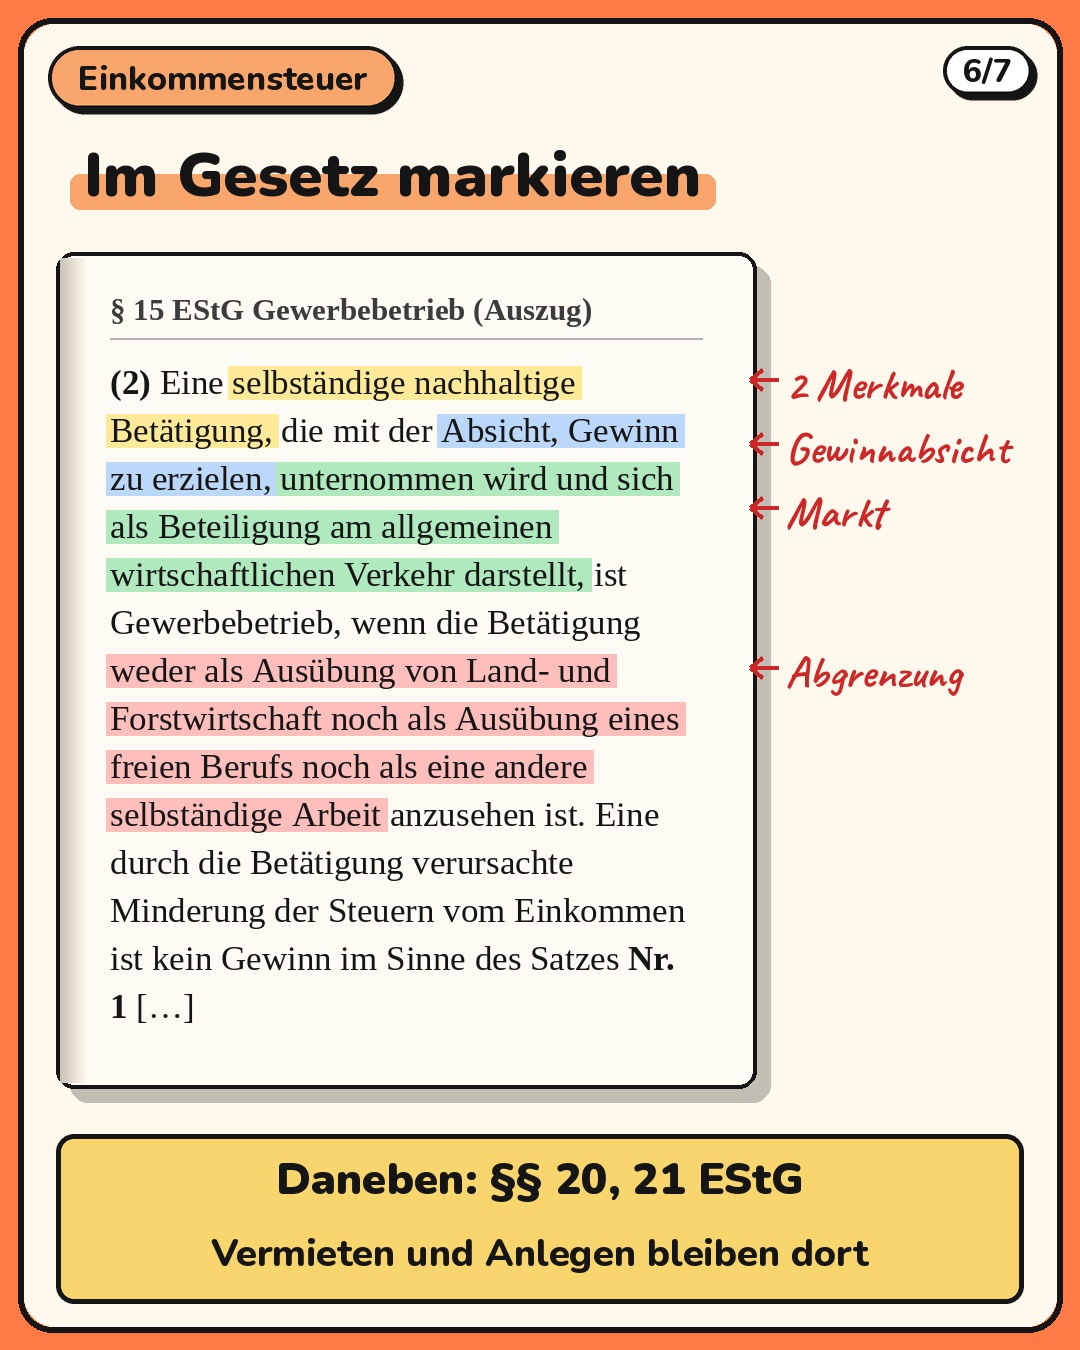 Einkommensteuer
6/7
Im Gesetz markieren
§ 15 EStG Gewerbebetrieb (Auszug)
(2) Eine selbständige nachhaltige
Betätigung, die mit der Absicht, Gewinn
zu erzielen, unternommen wird und sich
als Beteiligung am allgemeinen
wirtschaftlichen Verkehr darstellt, ist
Gewerbebetrieb, wenn die Betätigung
weder als Ausübung von Land- und
Forstwirtschaft noch als Ausübung eines
freien Berufs noch als eine andere
selbständige Arbeit anzusehen ist. Eine
durch die Betätigung verursachte
Minderung der Steuern vom Einkommen
ist kein Gewinn im Sinne des Satzes Nr.
1 […]
2 Merkmale
Gewinnabsicht
Markt
Abgrenzung
Daneben: §§ 20, 21 EStG
Vermieten und Anlegen bleiben dort